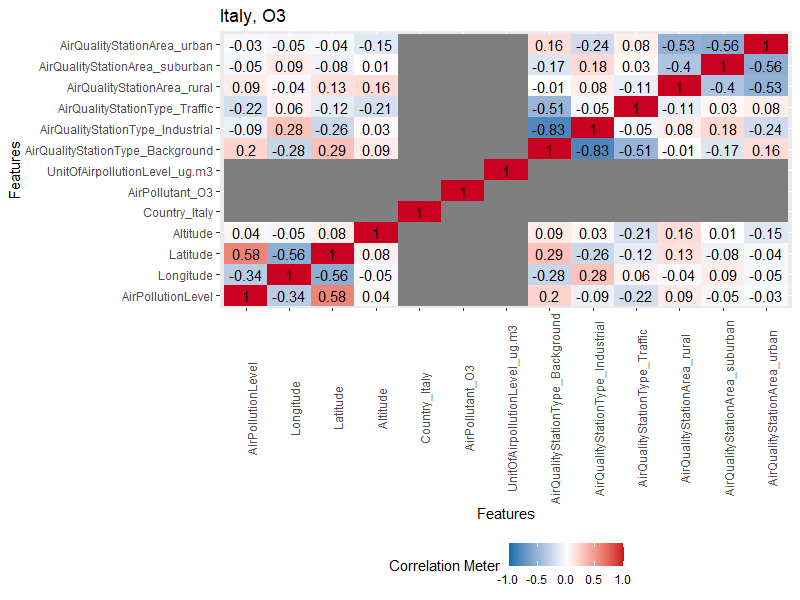 Italy, O3
Features
AirQualityStationArea_urban -0.03 -0.05 -0.04 -0.15 0.16 -0.24 0.08 -0.53 -0.56 1
AirQualityStationArea_suburban -0.05 0.09 -0.08 0.01 -0.17 0.18 0.03 -0.4 1 -0.56
AirQualityStationArea_rural 0.09 -0.04 0.13 0.16 -0.01 0.08 -0.11 1 -0.4 -0.53
AirQualityStationType_Traffic -0.22 0.06 -0.12 -0.21 -0.51 -0.05 1 -0.11 0.03 0.08
AirQualityStationType_Industrial -0.09 0.28 -0.26 0.03 -0.83 1 -0.05 0.08 0.18 -0.24
AirQualityStationType_Background 0.2 -0.28 0.29 0.09 1 -0.83 -0.51 -0.01 -0.17 0.16
UnitOfAirpollutionLevel_ug.m3 1
AirPollutant_O3 1
Country_Italy 1
Altitude 0.04 -0.05 0.08 1 0.09 0.03 -0.21 0.16 0.01 -0.15
Latitude 0.58 -0.56 1 0.08 0.29 -0.26 -0.12 0.13 -0.08 -0.04
Longitude -0.34 1 -0.56 -0.05 -0.28 0.28 0.06 -0.04 0.09 -0.05
AirPollutionLevel 1 -0.34 0.58 0.04 0.2 -0.09 -0.22 0.09 -0.05 -0.03
AirPollutionLevel
Longitude
Latitude
Altitude
Country_Italy
AirPollutant_O3
UnitOfAirpollutionLevel_ug.m3
AirQualityStationType_Background
AirQualityStationType_Industrial
AirQualityStationType_Traffic
AirQualityStationArea_rural
AirQualityStationArea_suburban
AirQualityStationArea_urban
Features
Correlation Meter
-1.0 -0.5 0.0 0.5 1.0